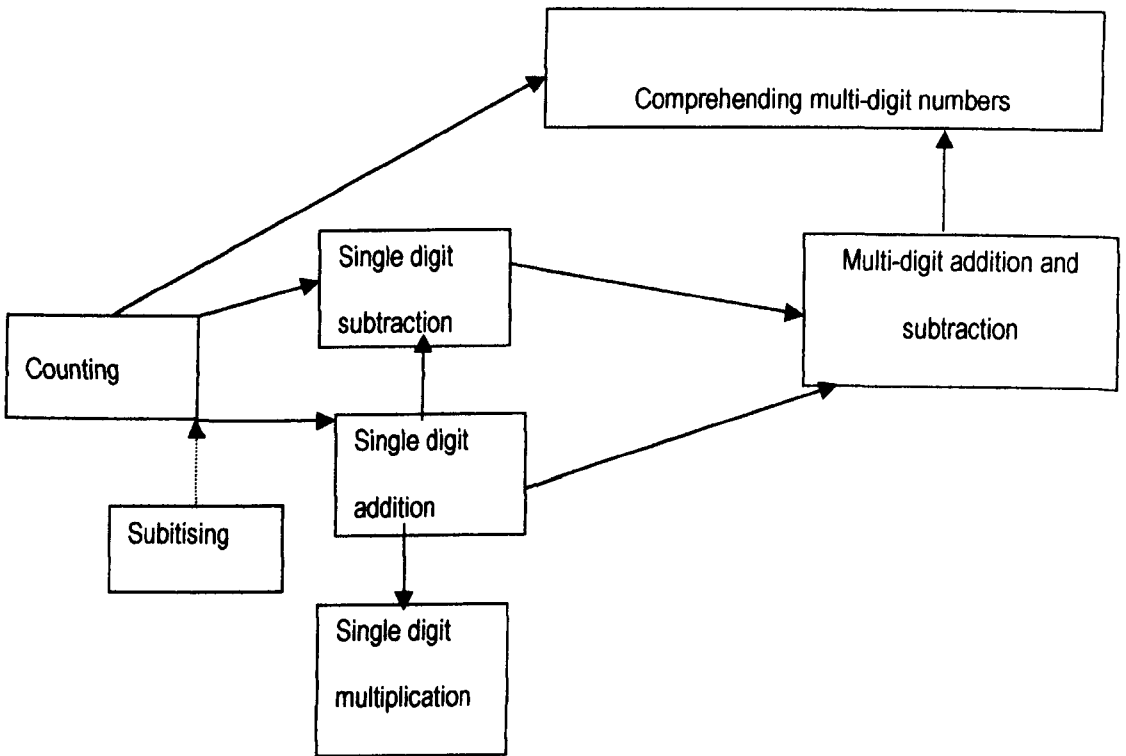 Comprehending multi-digit numbers
Single digit
subtraction
Multi-digit addition and
subtraction
Counting
Single digit
addition
Subitising
Single digit
multiplication